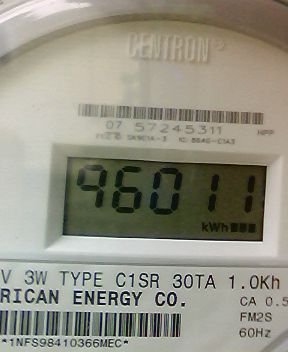 CENTRON®
07 57245311
HPP
96011
kWh
V 3W TYPE C1SR 30TA 1.0Kh
RICAN ENERGY CO.
CA 0.5
FM2S
60Hz
*1NFS98410366MEC*